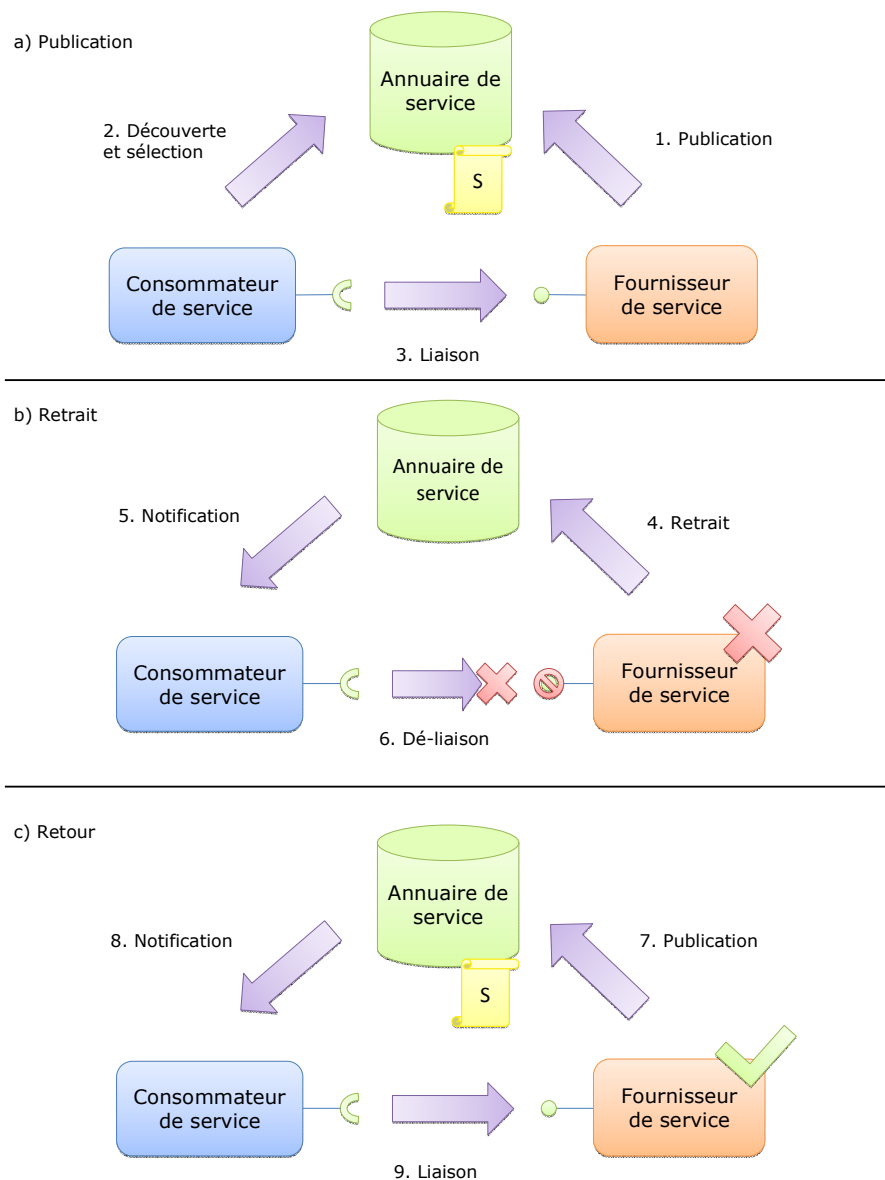 a) Publication
Annuaire de
service
2. Découverte
et sélection
1. Publication
S
Consommateur
de service
Fournisseur
de service
3. Liaison
b) Retrait
Annuaire de
service
5. Notification
4. Retrait
Consommateur
de service
Fournisseur
de service
6. Dé-liaison
c) Retour
Annuaire de
service
8. Notification
7. Publication
S
Consommateur
de service
Fournisseur
de service
9. Liaison